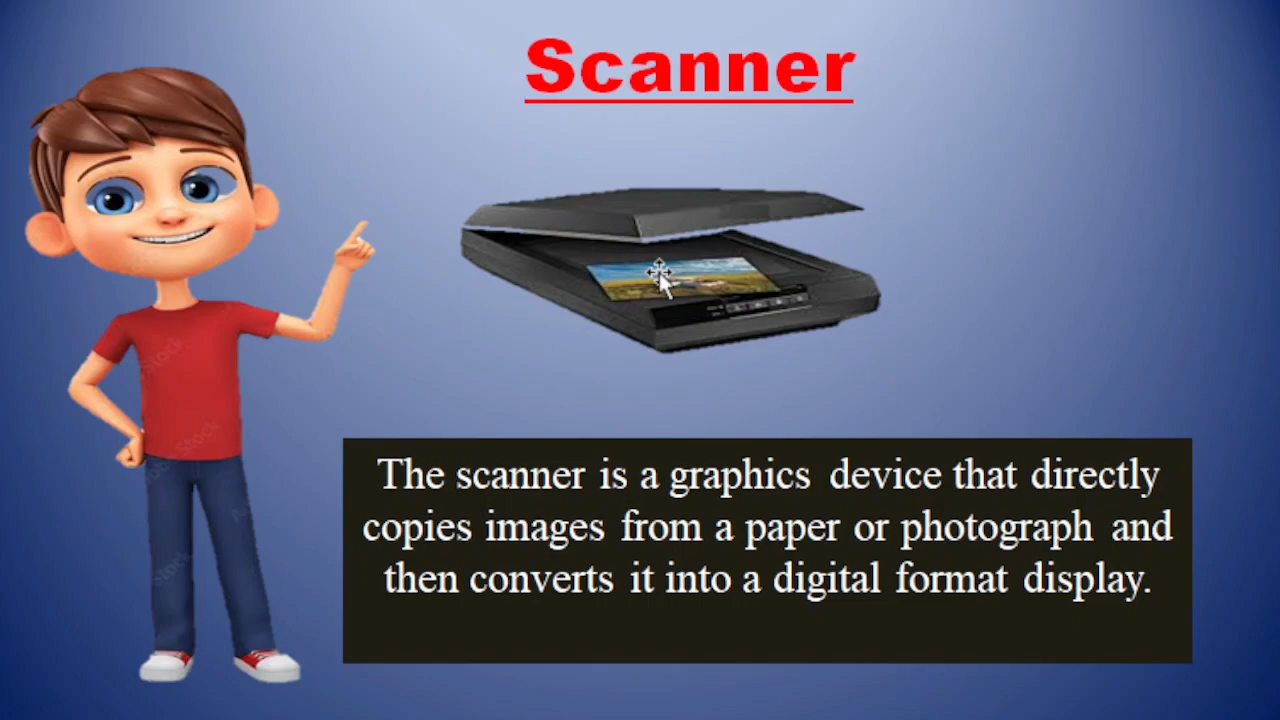 Scanner
The scanner is a graphics device that directly
copies images from a paper or photograph and
then converts it into a digital format display.